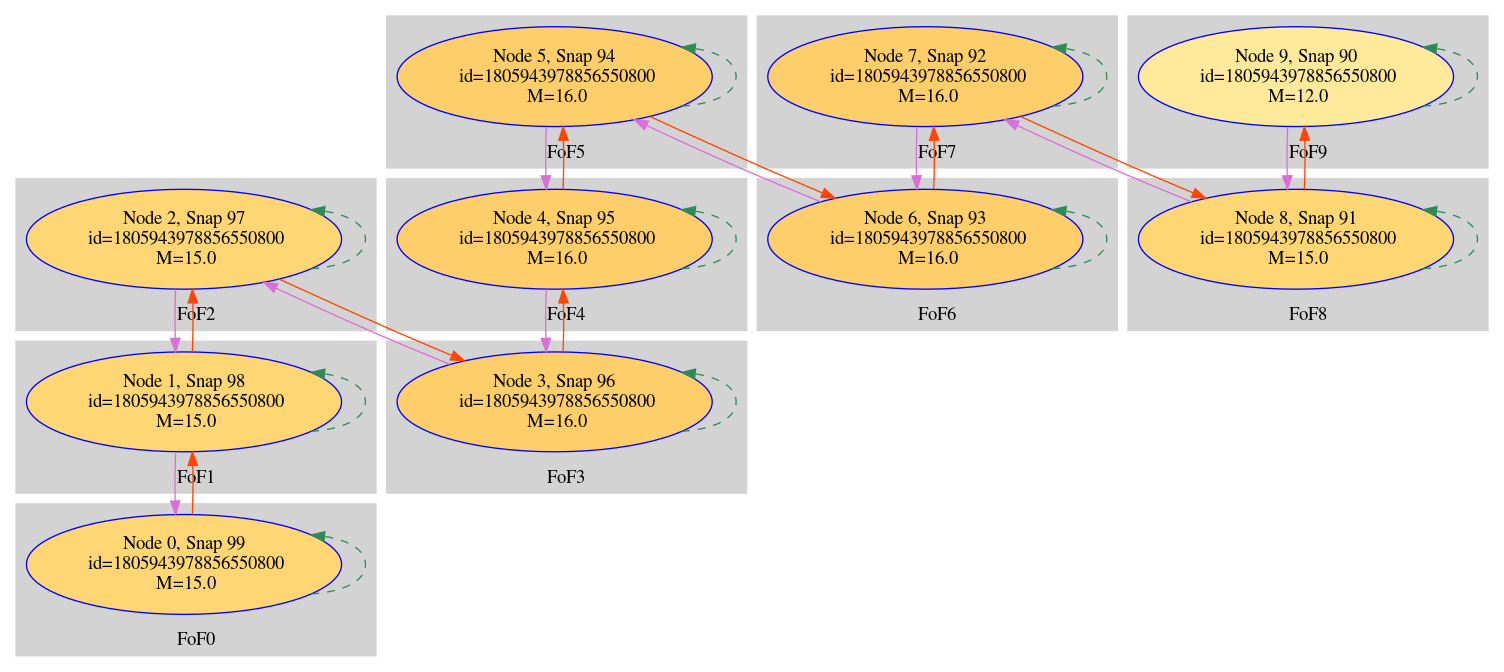 Node 5, Snap 94
id=1805943978856550800
M=16.0
FoF5
Node 7, Snap 92
id=1805943978856550800
M=16.0
FoF7
Node 9, Snap 90
id=1805943978856550800
M=12.0
FoF9
Node 2, Snap 97
id=1805943978856550800
M=15.0
FoF2
Node 4, Snap 95
id=1805943978856550800
M=16.0
FoF4
Node 6, Snap 93
id=1805943978856550800
M=16.0
FoF6
Node 8, Snap 91
id=1805943978856550800
M=15.0
FoF8
Node 1, Snap 98
id=1805943978856550800
M=15.0
FoF1
Node 3, Snap 96
id=1805943978856550800
M=16.0
FoF3
Node 0, Snap 99
id=1805943978856550800
M=15.0
FoF0